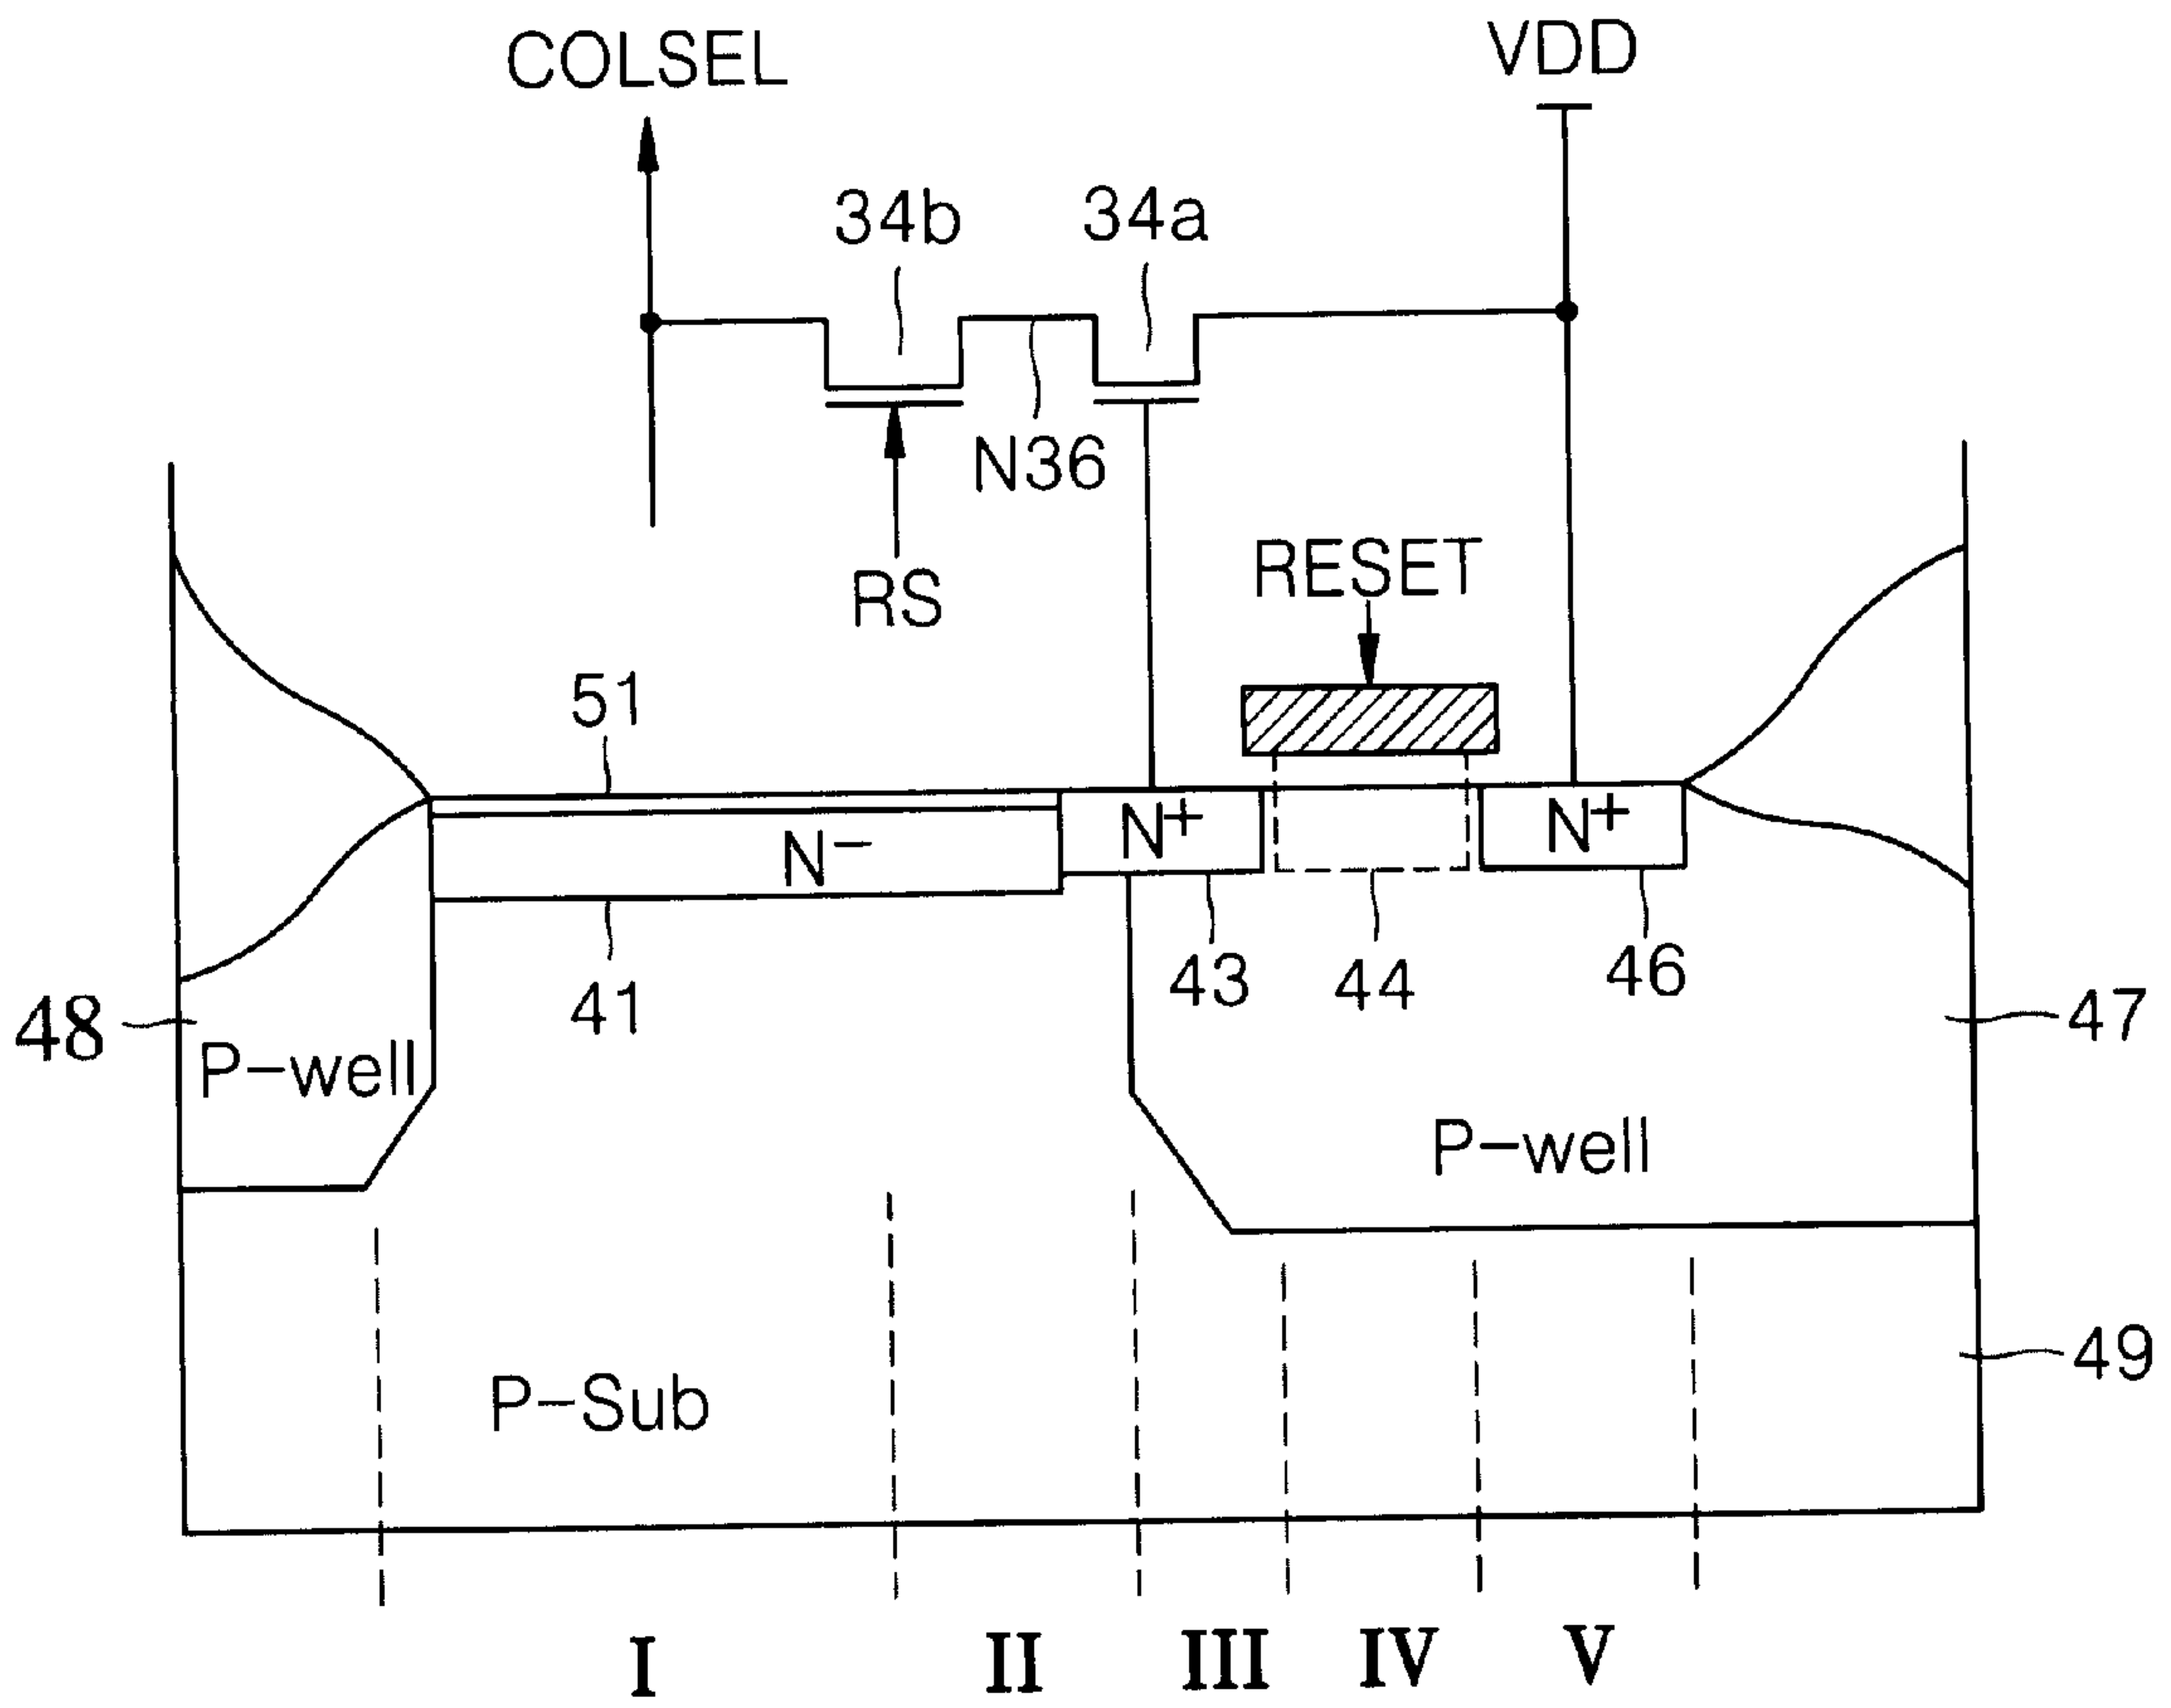 COLSEL
VDD
34b
34a
N36
RS
RESET
51
N−
N+
N+
41
43
44
46
48
47
P−well
P−well
49
P−Sub
I
II
III
IV
V